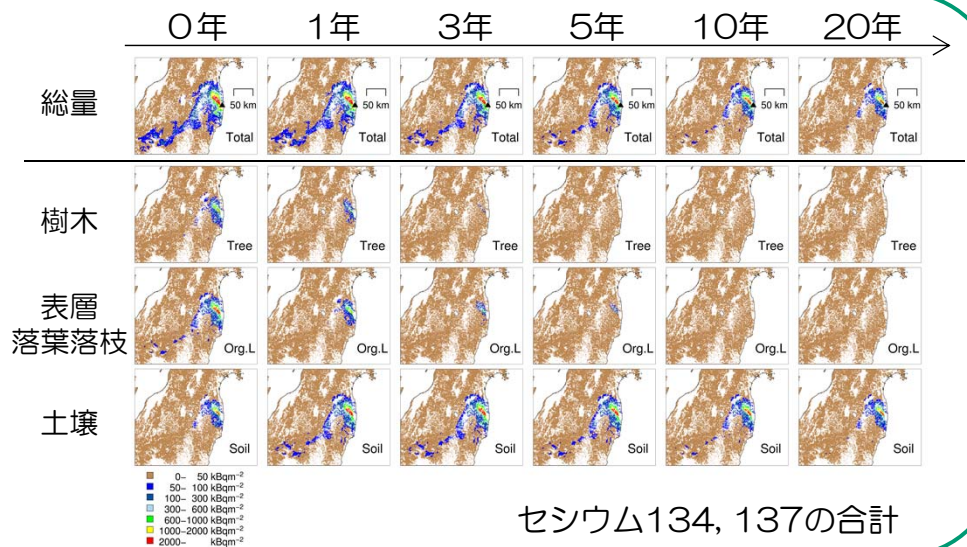 0年 1年 3年 5年 10年 20年
総量
50 km 50 km 50 km 50 km 50 km 50 km
Total Total Total Total Total Total
樹木
Tree Tree Tree Tree Tree Tree
表層
落葉落枝
Org.L Org.L Org.L Org.L Org.L Org.L
土壌
Soil Soil Soil Soil Soil Soil
0– 50 kBqm⁻²
50– 100 kBqm⁻²
100– 300 kBqm⁻²
300– 600 kBqm⁻²
600–1000 kBqm⁻²
1000–2000 kBqm⁻²
2000– kBqm⁻²
セシウム134, 137の合計